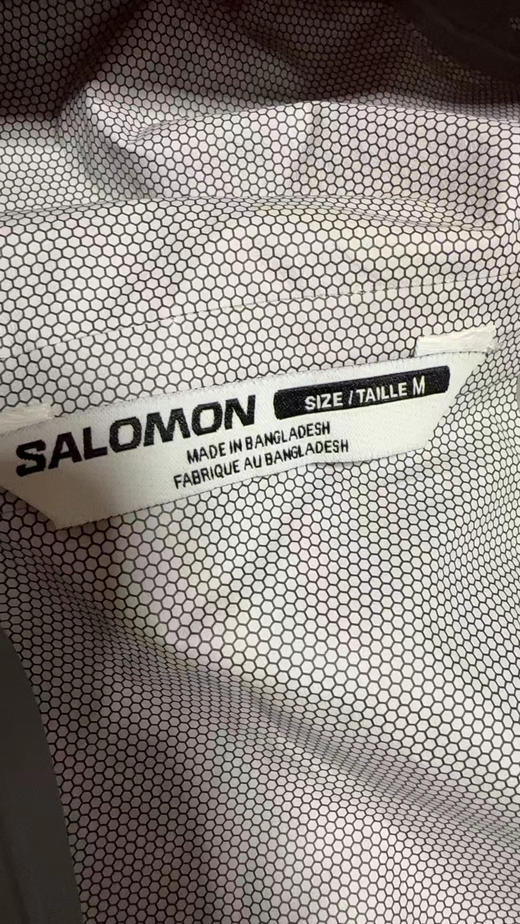 SALOMON
SIZE / TAILLE M
MADE IN BANGLADESH
FABRIQUE AU BANGLADESH